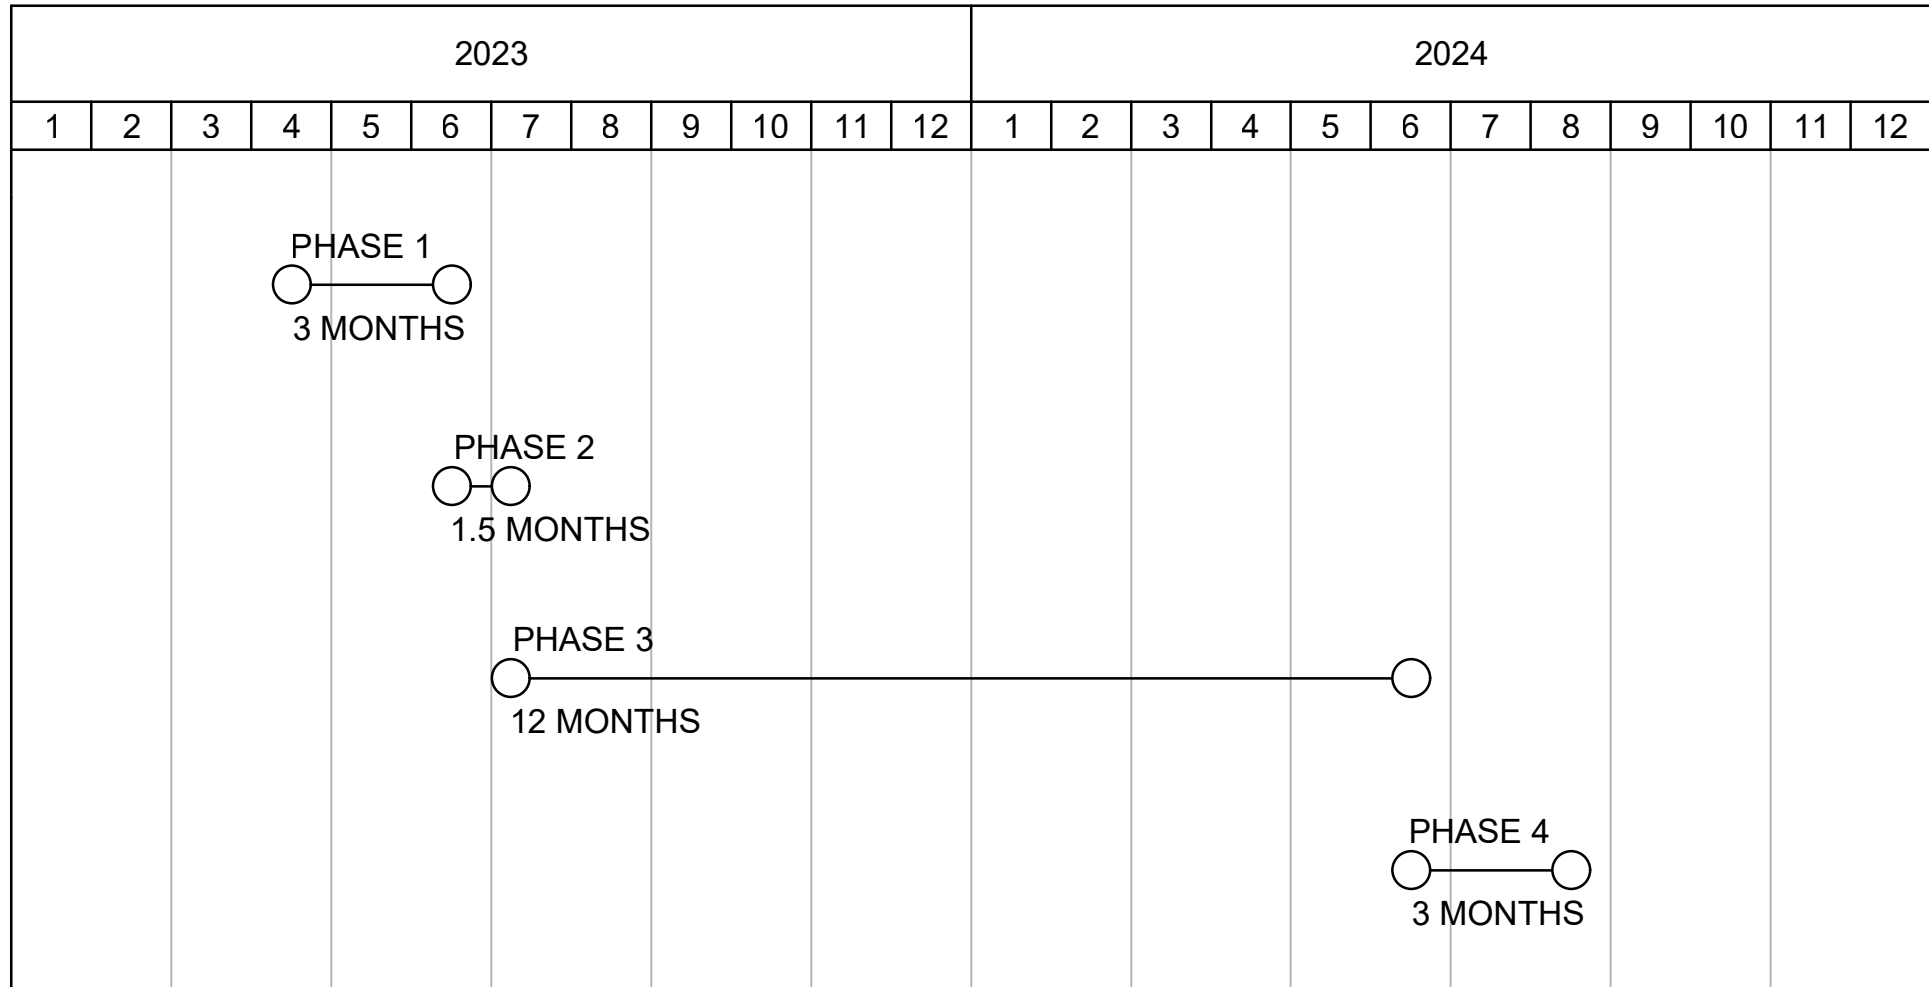 2023 2024
1 2 3 4 5 6 7 8 9 10 11 12 1 2 3 4 5 6 7 8 9 10 11 12
PHASE 1
3 MONTHS
PHASE 2
1.5 MONTHS
PHASE 3
12 MONTHS
PHASE 4
3 MONTHS